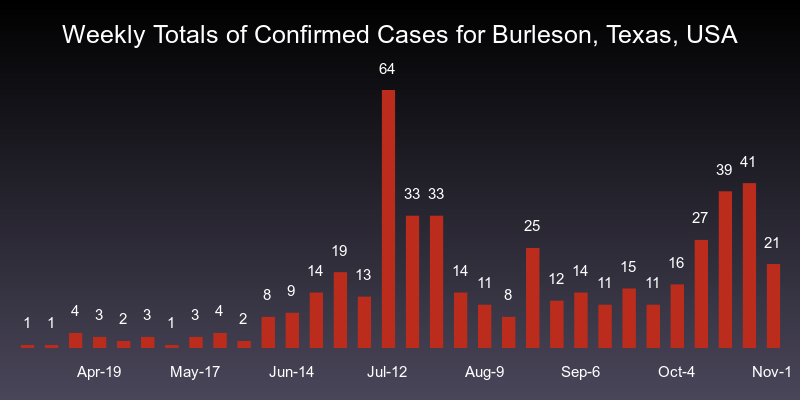 Weekly Totals of Confirmed Cases for Burleson, Texas, USA
1 1 4 3 2 3 1 3 4 2 8 9 14 19 13 64 33 33 14 11 8 25 12 14 11 15 11 16 27 39 41 21
Apr-19 May-17 Jun-14 Jul-12 Aug-9 Sep-6 Oct-4 Nov-1